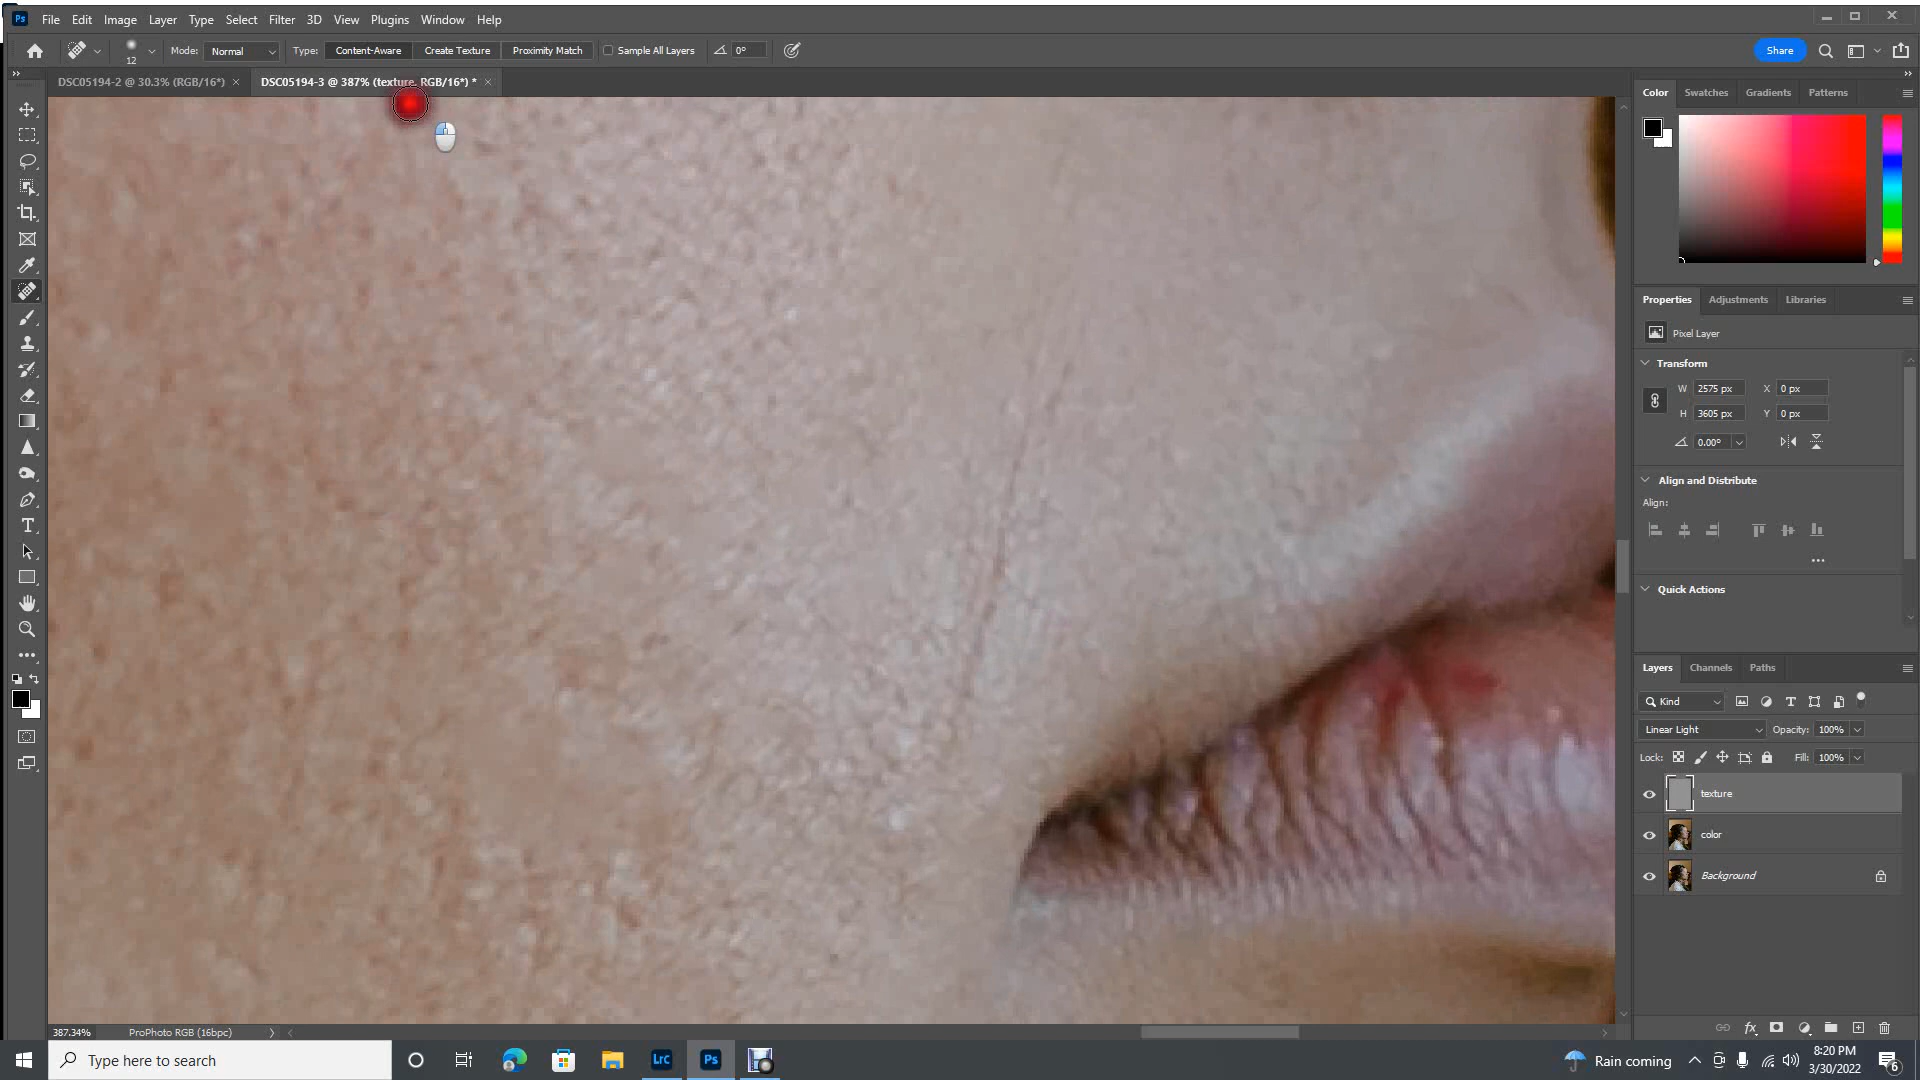 Ps File Edit Image Layer Type Select Filter 3D View Plugins Window Help
12 Mode: Normal Type: Content-Aware Create Texture Proximity Match Sample All Layers 0° Share
DSC05194-2 @ 30.3% (RGB/16*) × DSC05194-3 @ 387% (texture, RGB/16*) * ×
Color Swatches Gradients Patterns
Properties Adjustments Libraries
Pixel Layer
Transform
W 2575 px X 0 px
H 3605 px Y 0 px
0.00°
Align and Distribute
Align:
Quick Actions
Layers Channels Paths
Kind
Linear Light Opacity: 100%
Lock: Fill: 100%
texture
color
Background
387.34% ProPhoto RGB (16bpc)
Type here to search
LrC Ps
Rain coming
8:20 PM
3/30/2022
6